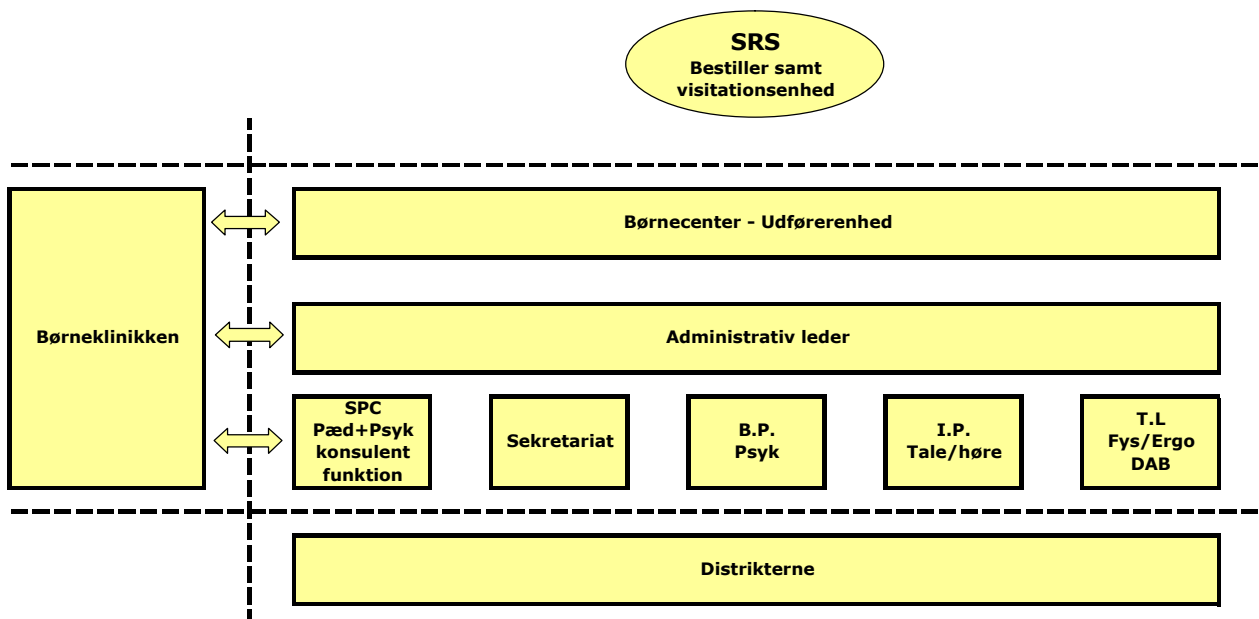 SRS
Bestiller samt
visitationsenhed
Børnecenter - Udførerenhed
Børneklinikken
Administrativ leder
SPC
Pæd+Psyk
konsulent
funktion
Sekretariat
B.P.
Psyk
I.P.
Tale/høre
T.L
Fys/Ergo
DAB
Distrikterne